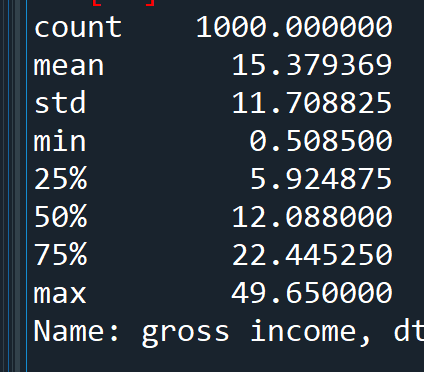 count 1000.000000
mean 15.379369
std 11.708825
min 0.508500
25% 5.924875
50% 12.088000
75% 22.445250
max 49.650000
Name: gross income, dt